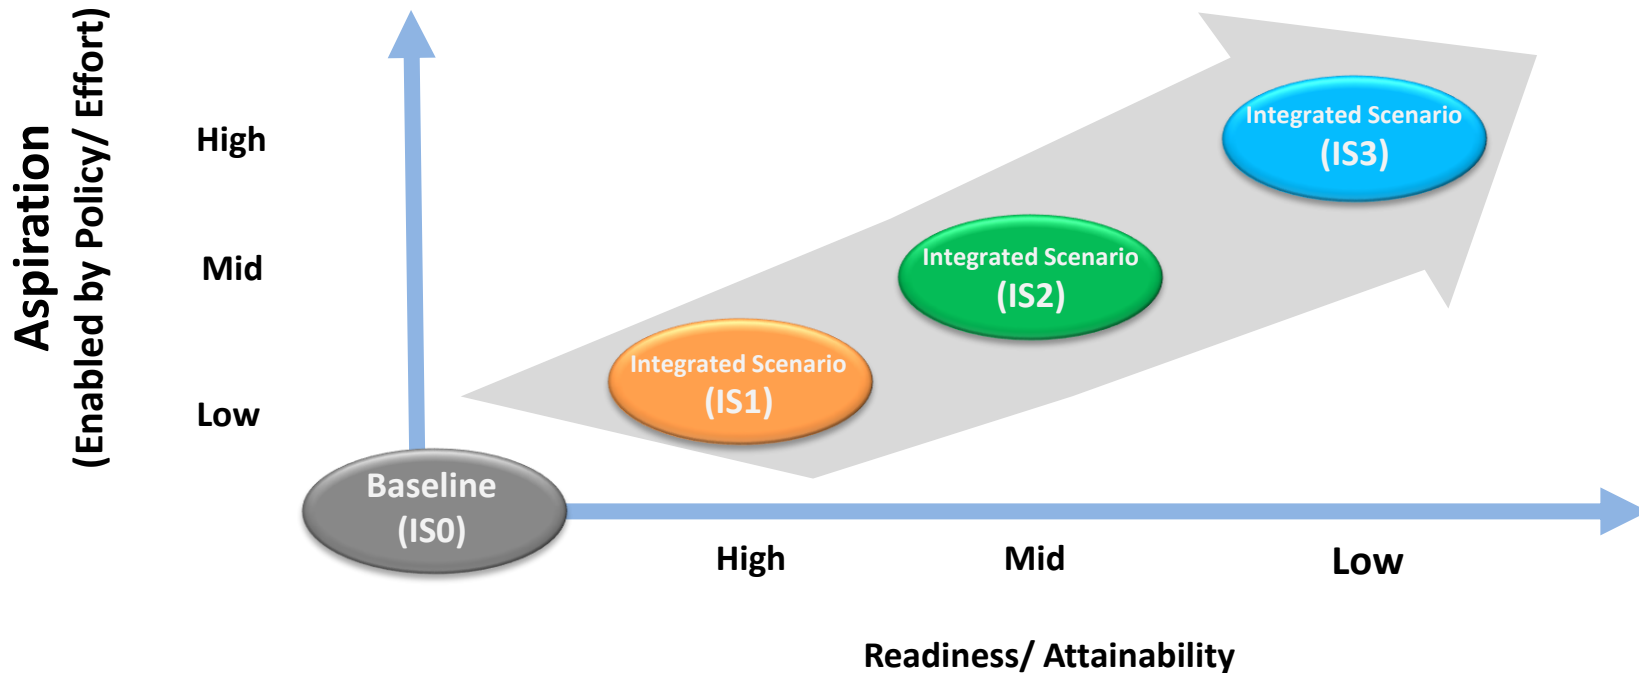 Aspiration
(Enabled by Policy/ Effort)
High
Mid
Low
Integrated Scenario
(IS3)
Integrated Scenario
(IS2)
Integrated Scenario
(IS1)
Baseline
(IS0)
High
Mid
Low
Readiness/ Attainability